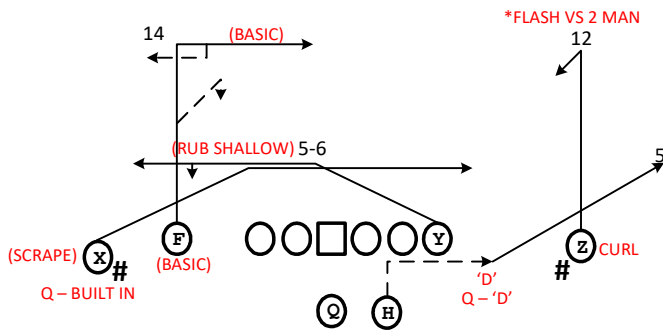 *FLASH VS 2 MAN
14
(BASIC)
12
(RUB SHALLOW) 5-6
5
X
F
Y
Z
(SCRAPE)
#
(BASIC)
#
CURL
Q – BUILT IN
'D'
Q – 'D'
Q
H